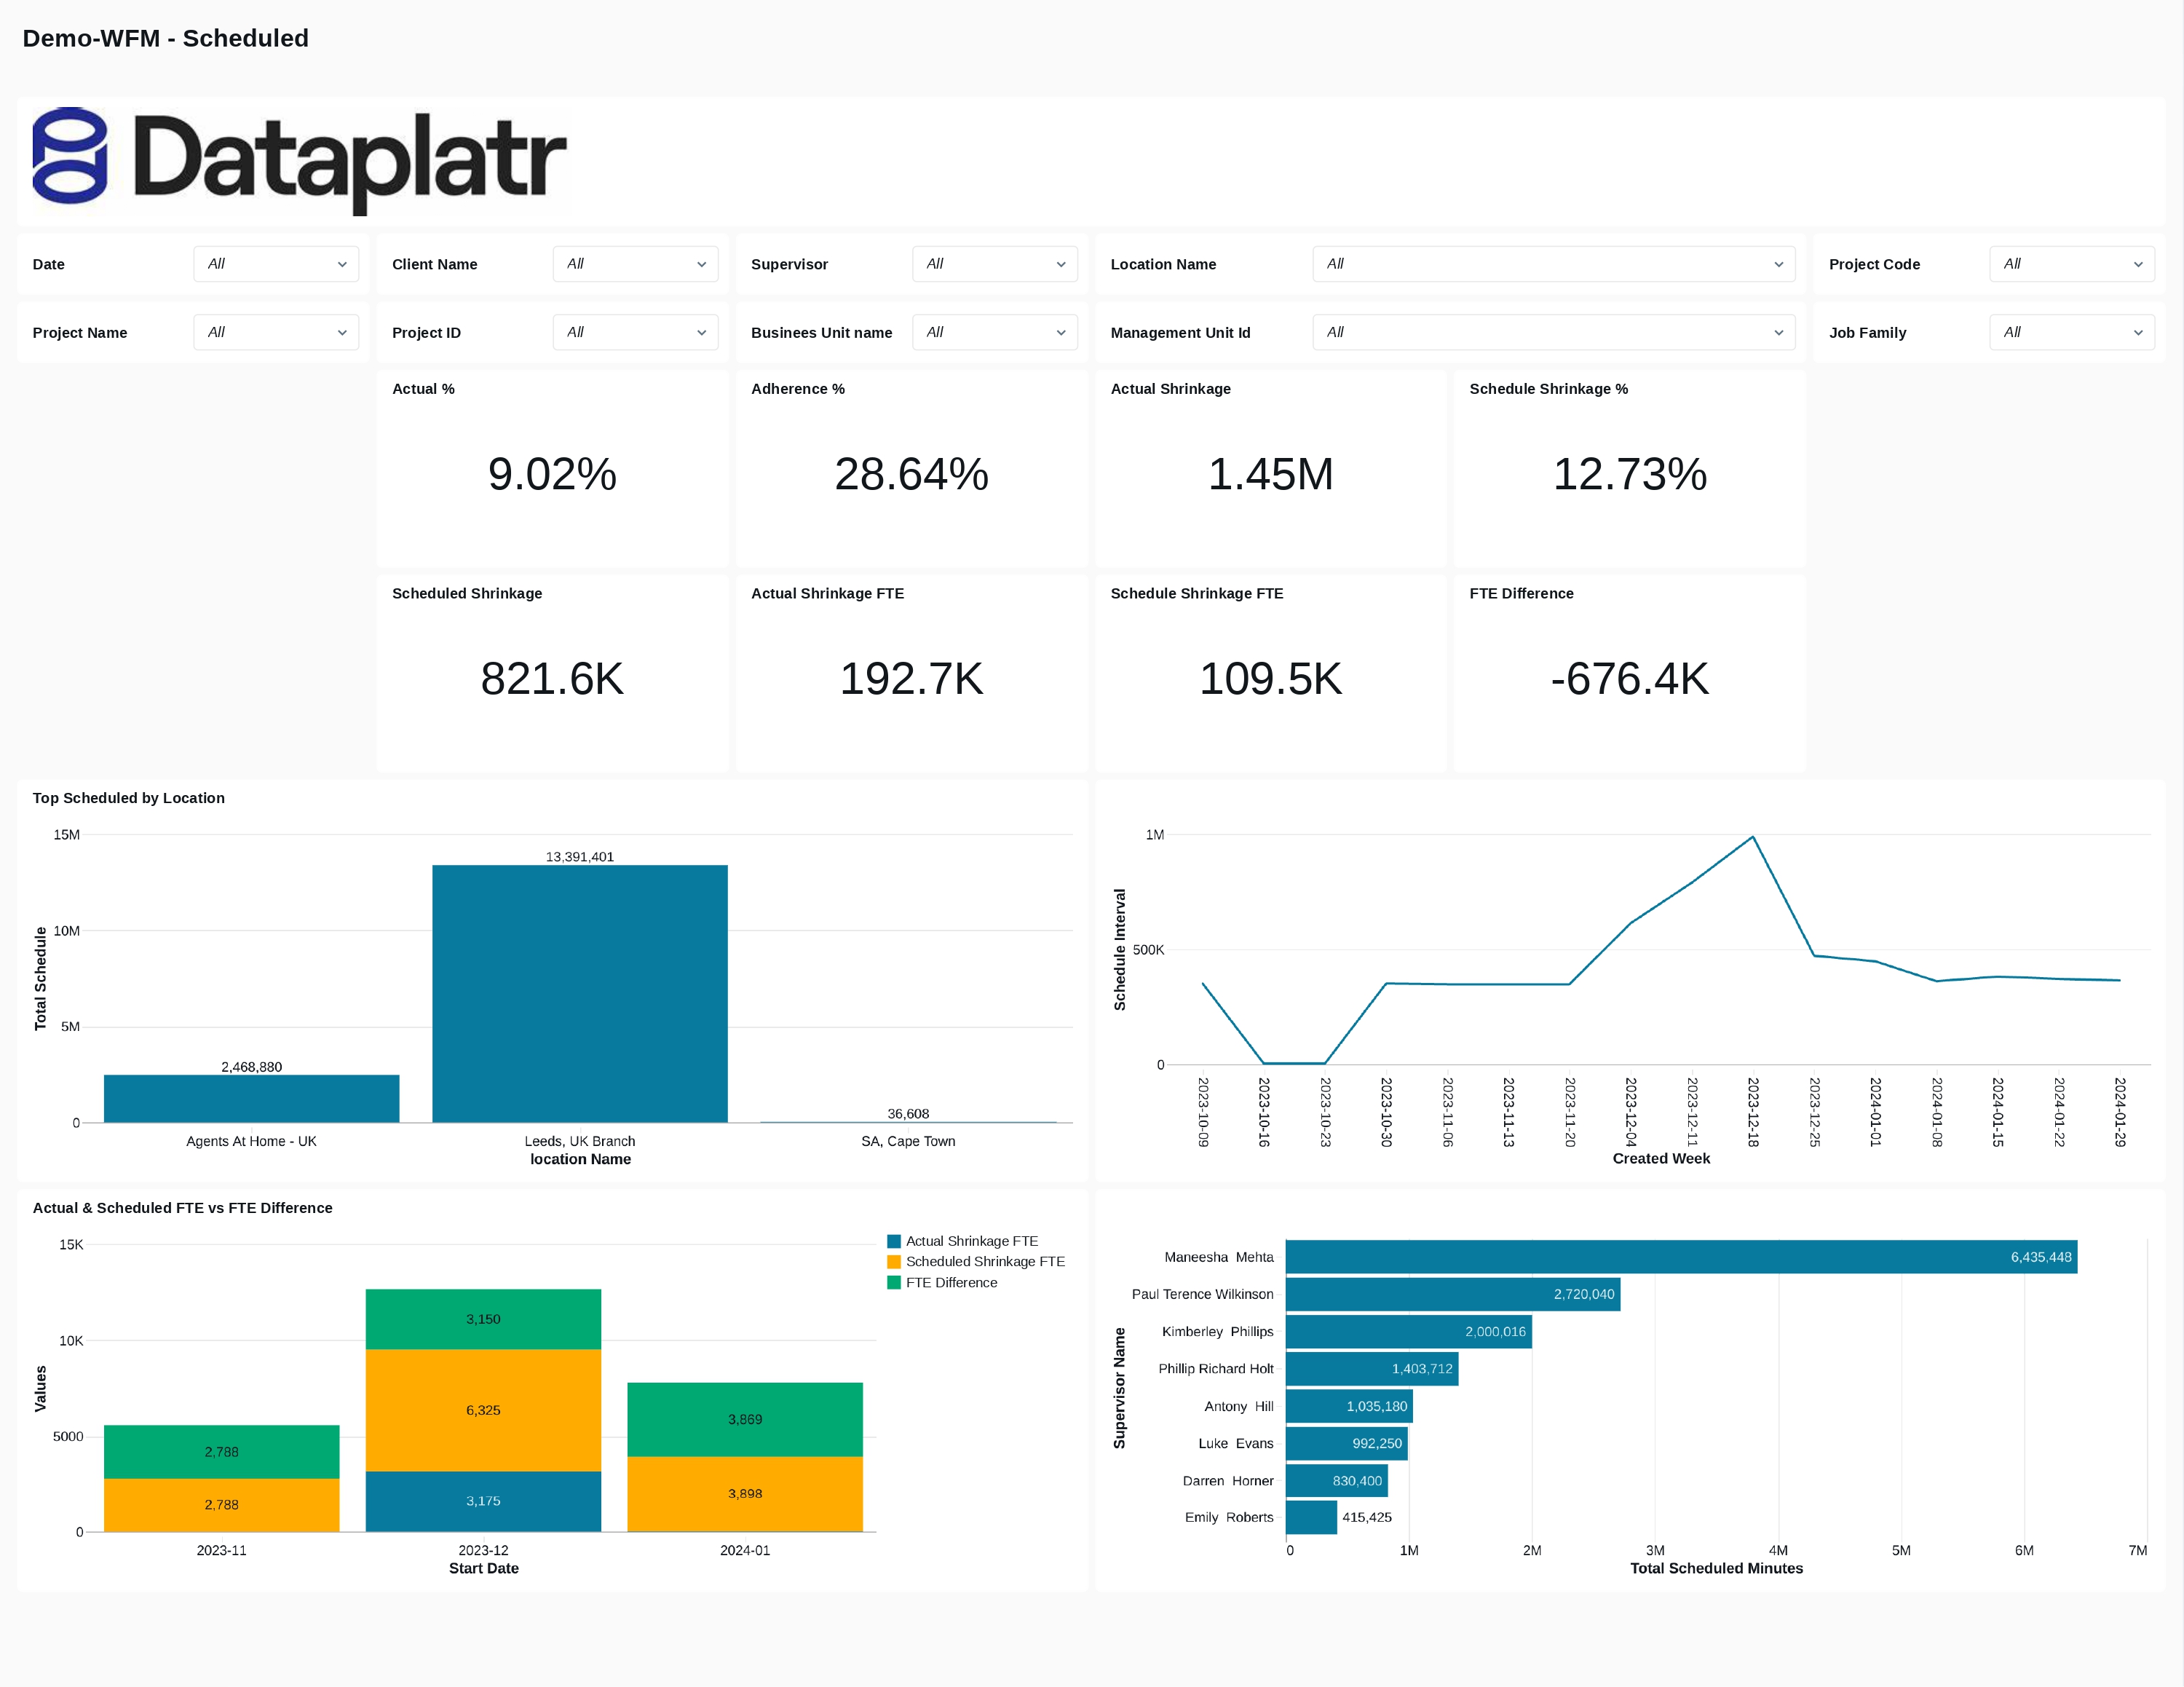 Demo-WFM - Scheduled
Dataplatr
Date All Client Name All Supervisor All Location Name All Project Code All
Project Name All Project ID All Businees Unit name All Management Unit Id All Job Family All
Actual % Adherence % Actual Shrinkage Schedule Shrinkage %
9.02% 28.64% 1.45M 12.73%
Scheduled Shrinkage Actual Shrinkage FTE Schedule Shrinkage FTE FTE Difference
821.6K 192.7K 109.5K -676.4K
Top Scheduled by Location
Total Schedule
15M
10M
5M
0
2,468,880
13,391,401
36,608
Agents At Home - UK Leeds, UK Branch SA, Cape Town
location Name
Schedule Interval
1M
500K
0
2023-10-09
2023-10-16
2023-10-23
2023-10-30
2023-11-06
2023-11-13
2023-11-20
2023-12-04
2023-12-11
2023-12-18
2023-12-25
2024-01-01
2024-01-08
2024-01-15
2024-01-22
2024-01-29
Created Week
Actual & Scheduled FTE vs FTE Difference
Actual Shrinkage FTE
Scheduled Shrinkage FTE
FTE Difference
Values
15K
10K
5000
0
2,788
2,788
3,150
6,325
3,175
3,869
3,898
2023-11 2023-12 2024-01
Start Date
Supervisor Name
Maneesha Mehta 6,435,448
Paul Terence Wilkinson 2,720,040
Kimberley Phillips 2,000,016
Phillip Richard Holt 1,403,712
Antony Hill 1,035,180
Luke Evans 992,250
Darren Horner 830,400
Emily Roberts 415,425
0 1M 2M 3M 4M 5M 6M 7M
Total Scheduled Minutes